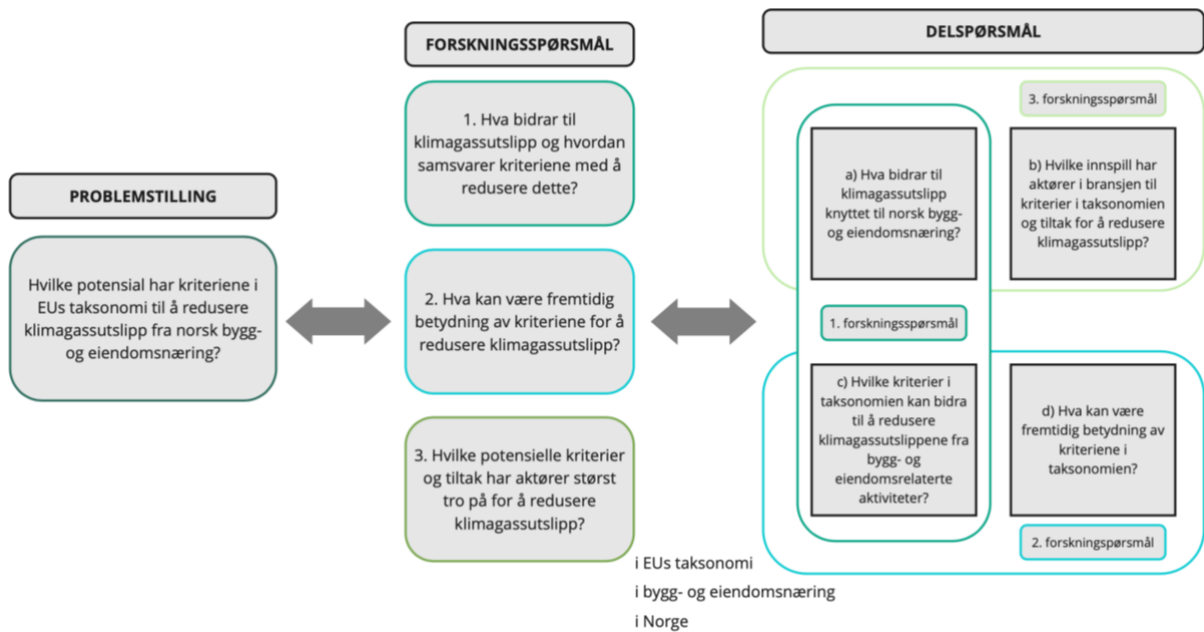 PROBLEMSTILLING
Hvilke potensial har kriteriene i
EUs taksonomi til å redusere
klimagassutslipp fra norsk bygg-
og eiendomsnæring?
FORSKNINGSSPØRSMÅL
1. Hva bidrar til
klimagassutslipp og hvordan
samsvarer kriteriene med å
redusere dette?
2. Hva kan være fremtidig
betydning av kriteriene for å
redusere klimagassutslipp?
3. Hvilke potensielle kriterier
og tiltak har aktører størst
tro på for å redusere
klimagassutslipp?
i EUs taksonomi
i bygg- og eiendomsnæring
i Norge
DELSPØRSMÅL
3. forskningsspørsmål
a) Hva bidrar til
klimagassutslipp
knyttet til norsk bygg-
og eiendomsnæring?
b) Hvilke innspill har
aktører i bransjen til
kriterier i taksonomien
og tiltak for å redusere
klimagassutslipp?
1. forskningsspørsmål
c) Hvilke kriterier i
taksonomien kan bidra
til å redusere
klimagassutslippene fra
bygg- og
eiendomsrelaterte
aktiviteter?
d) Hva kan være
fremtidig betydning av
kriteriene i
taksonomien?
2. forskningspørsmål